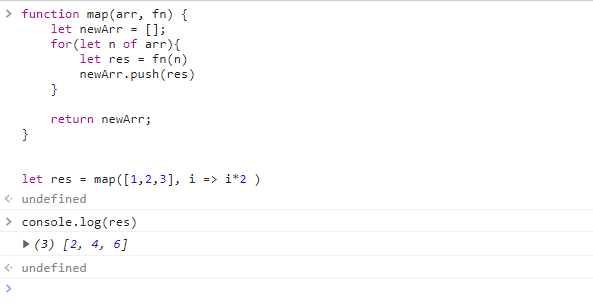 function map(arr, fn) {
    let newArr = [];
    for(let n of arr){
        let res = fn(n)
        newArr.push(res)
    }

    return newArr;
}


let res = map([1,2,3], i => i*2 )
undefined
console.log(res)
(3) [2, 4, 6]
undefined